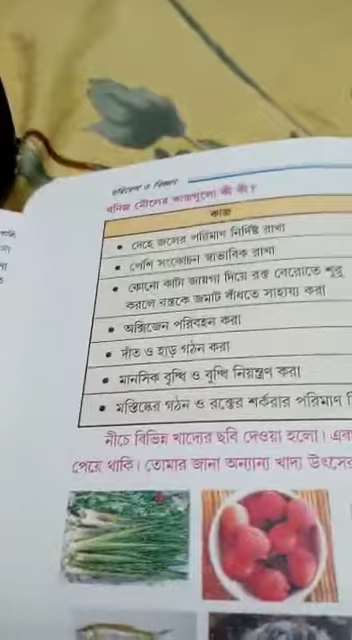 পরিবেশ ও বিজ্ঞান
খনিজ মৌলের কাজগুলো কী কী?
কাজ
• দেহে জলের পরিমাণ নির্দিষ্ট রাখা
• পেশি সংকোচন স্বাভাবিক রাখা
• কোনো কাটা জায়গা দিয়ে রক্ত বেরোতে শুরু
করলে রক্তকে জমাট বাঁধতে সাহায্য করা
• অক্সিজেন পরিবহন করা
• দাঁত ও হাড় গঠন করা
• মানসিক বৃদ্ধি ও বুদ্ধি নিয়ন্ত্রণ করা
• মস্তিষ্কের গঠন ও রক্তের শর্করার পরিমাণ
নীচে বিভিন্ন খাদ্যের ছবি দেওয়া হলো।
পেয়ে থাকি। তোমার জানা অন্যান্য খাদ্য উৎসের